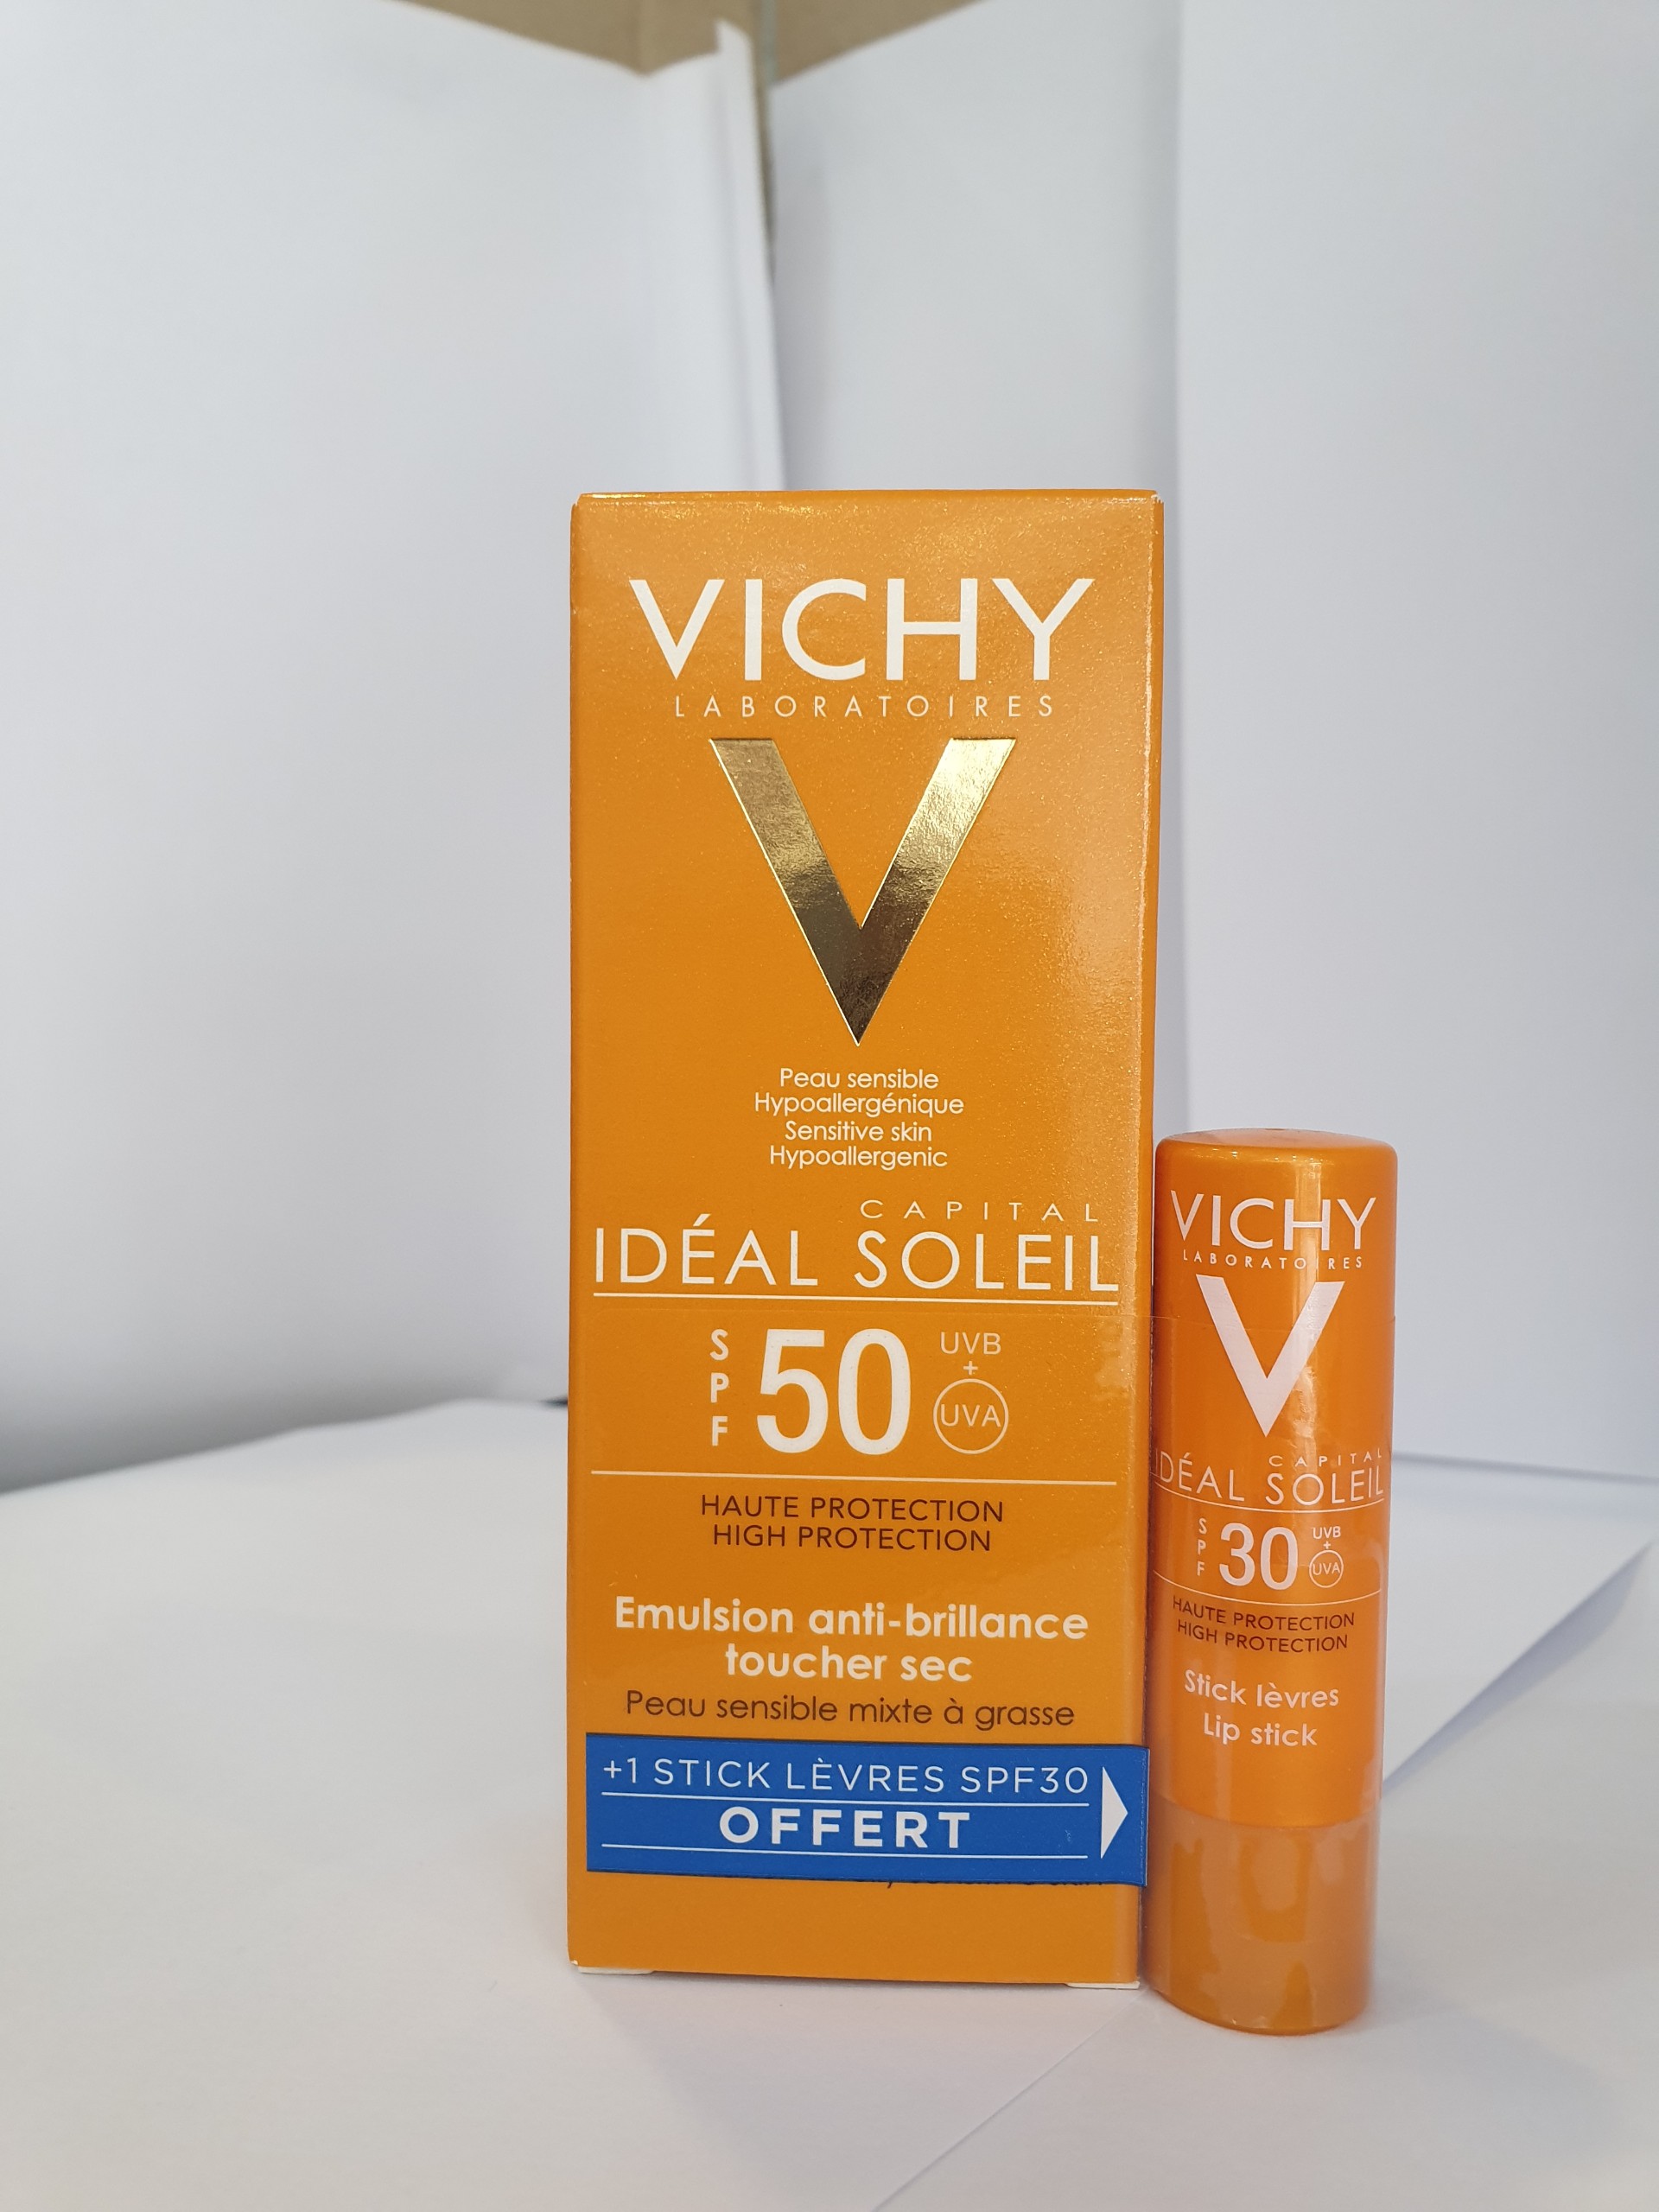 VICHY
LABORATOIRES
V
Peau sensible
Hypoallergénique
Sensitive skin
Hypoallergenic
CAPITAL
IDÉAL SOLEIL
SPF 50 UVB + UVA
HAUTE PROTECTION
HIGH PROTECTION
Emulsion anti-brillance
toucher sec
Peau sensible mixte à grasse
+1 STICK LÈVRES SPF30
OFFERT
VICHY
LABORATOIRES
V
CAPITAL
IDÉAL SOLEIL
SPF 30 UVB + UVA
HAUTE PROTECTION
HIGH PROTECTION
Stick lèvres
Lip stick